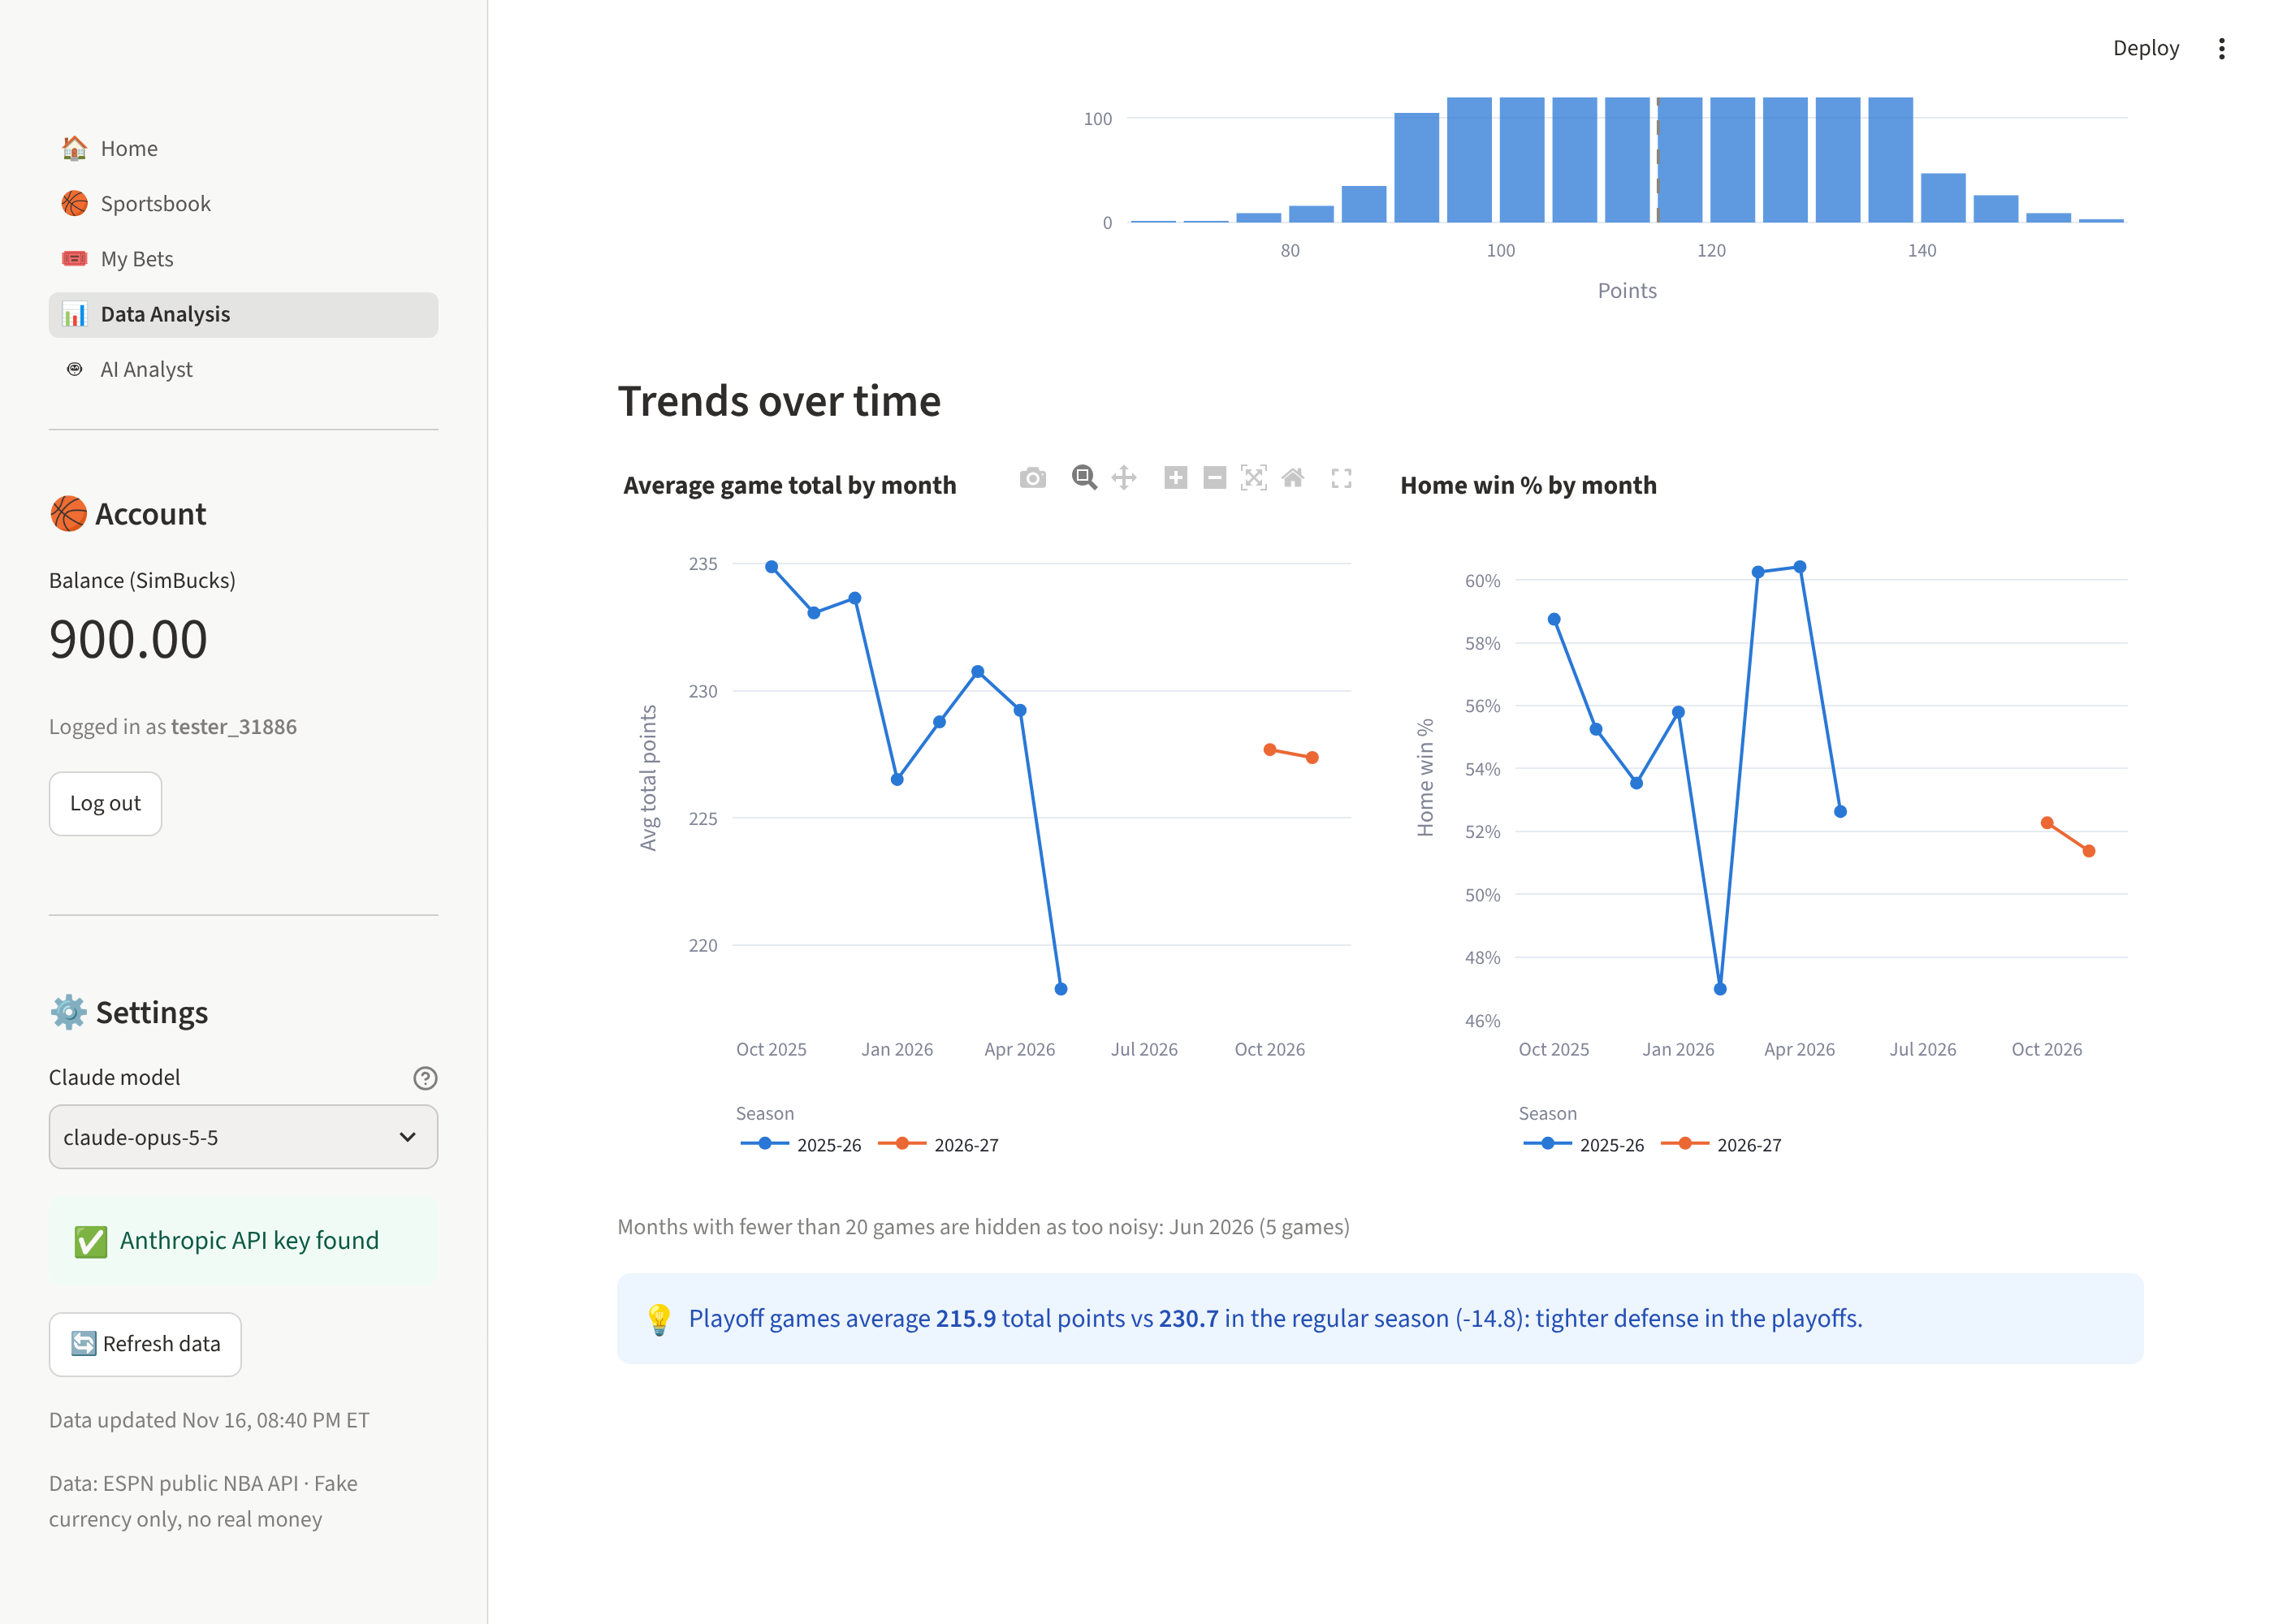 Deploy
Home
Sportsbook
My Bets
Data Analysis
AI Analyst
Account
Balance (SimBucks)
900.00
Logged in as tester_31886
Log out
Settings
Claude model
claude-opus-5-5
Anthropic API key found
Refresh data
Data updated Nov 16, 08:40 PM ET
Data: ESPN public NBA API · Fake
currency only, no real money
100
0
80 100 120 140
Points
Trends over time
Average game total by month
235
230
225
220
Avg total points
Oct 2025 Jan 2026 Apr 2026 Jul 2026 Oct 2026
Season
2025-26 2026-27
Home win % by month
60%
58%
56%
54%
52%
50%
48%
46%
Home win %
Oct 2025 Jan 2026 Apr 2026 Jul 2026 Oct 2026
Season
2025-26 2026-27
Months with fewer than 20 games are hidden as too noisy: Jun 2026 (5 games)
Playoff games average 215.9 total points vs 230.7 in the regular season (-14.8): tighter defense in the playoffs.